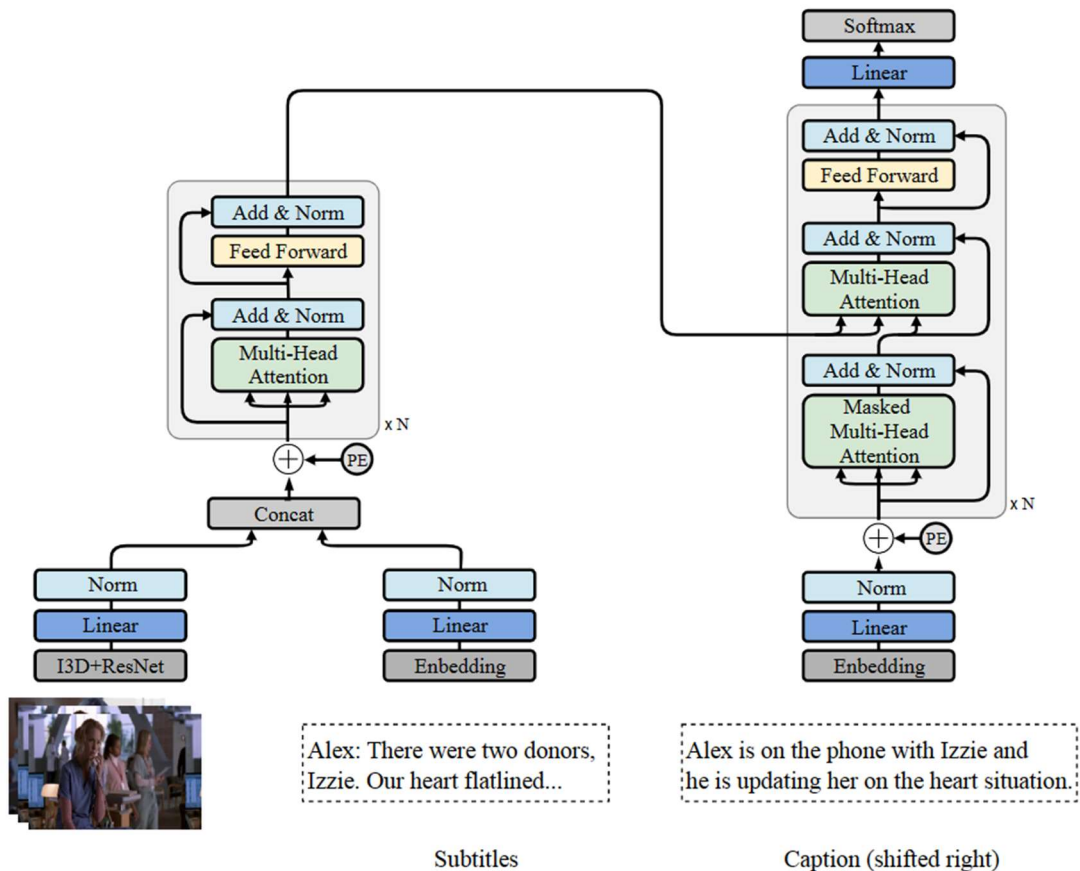 Softmax
Linear
Add & Norm
Feed Forward
Add & Norm
Multi-Head
Attention
Add & Norm
Masked
Multi-Head
Attention
x N
PE
Norm
Linear
Enbedding
Add & Norm
Feed Forward
Add & Norm
Multi-Head
Attention
x N
PE
Concat
Norm
Linear
I3D+ResNet
Norm
Linear
Enbedding
Alex: There were two donors,
Izzie. Our heart flatlined...
Subtitles
Alex is on the phone with Izzie and
he is updating her on the heart situation.
Caption (shifted right)